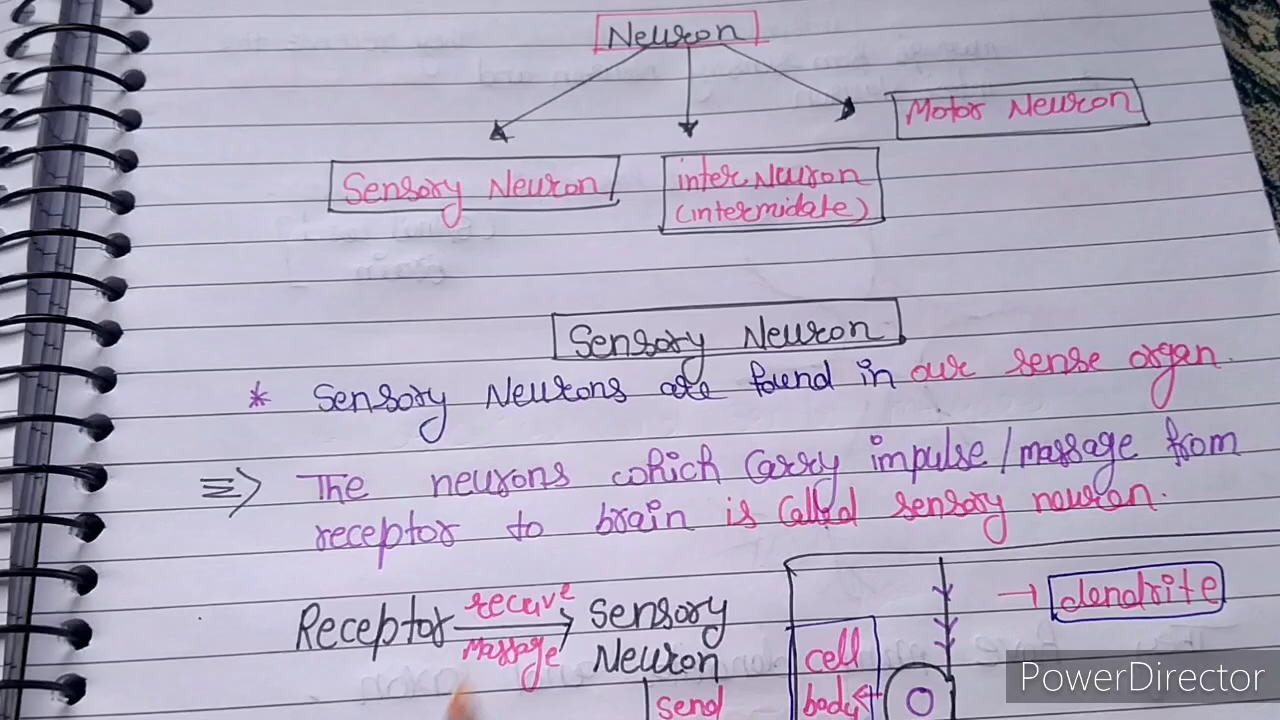 Neuron
Motor Neuron
Sensory Neuron
inter Neuron
(intermidate)
Sensory Neuron
* Sensory Neurons are found in our sense organ.
⇒ The neurons which carry impulse/massage from
receptor to brain is called sensory neuron.
Receptor recive massage → Sensory Neuron
→ dendrite
cell
body
send
PowerDirector